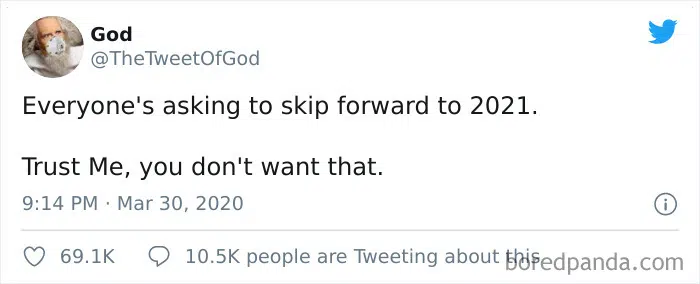 God
@TheTweetOfGod
Everyone's asking to skip forward to 2021.
Trust Me, you don't want that.
9:14 PM · Mar 30, 2020
69.1K 10.5K people are Tweeting about this
boredpanda.com